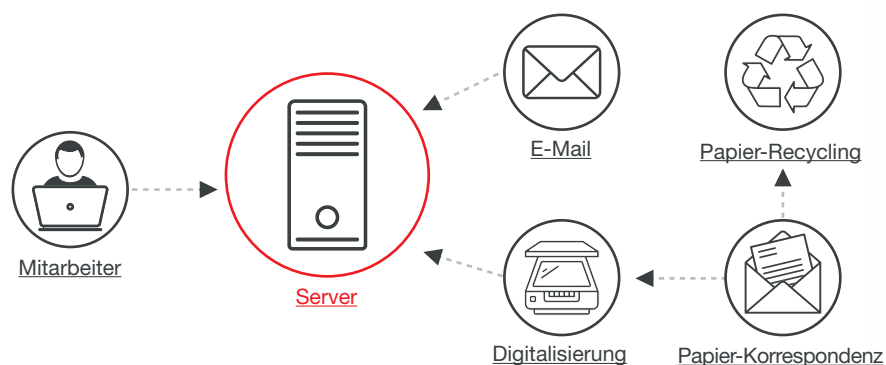 E-Mail
Papier-Recycling
Mitarbeiter
Server
Digitalisierung
Papier-Korrespondenz